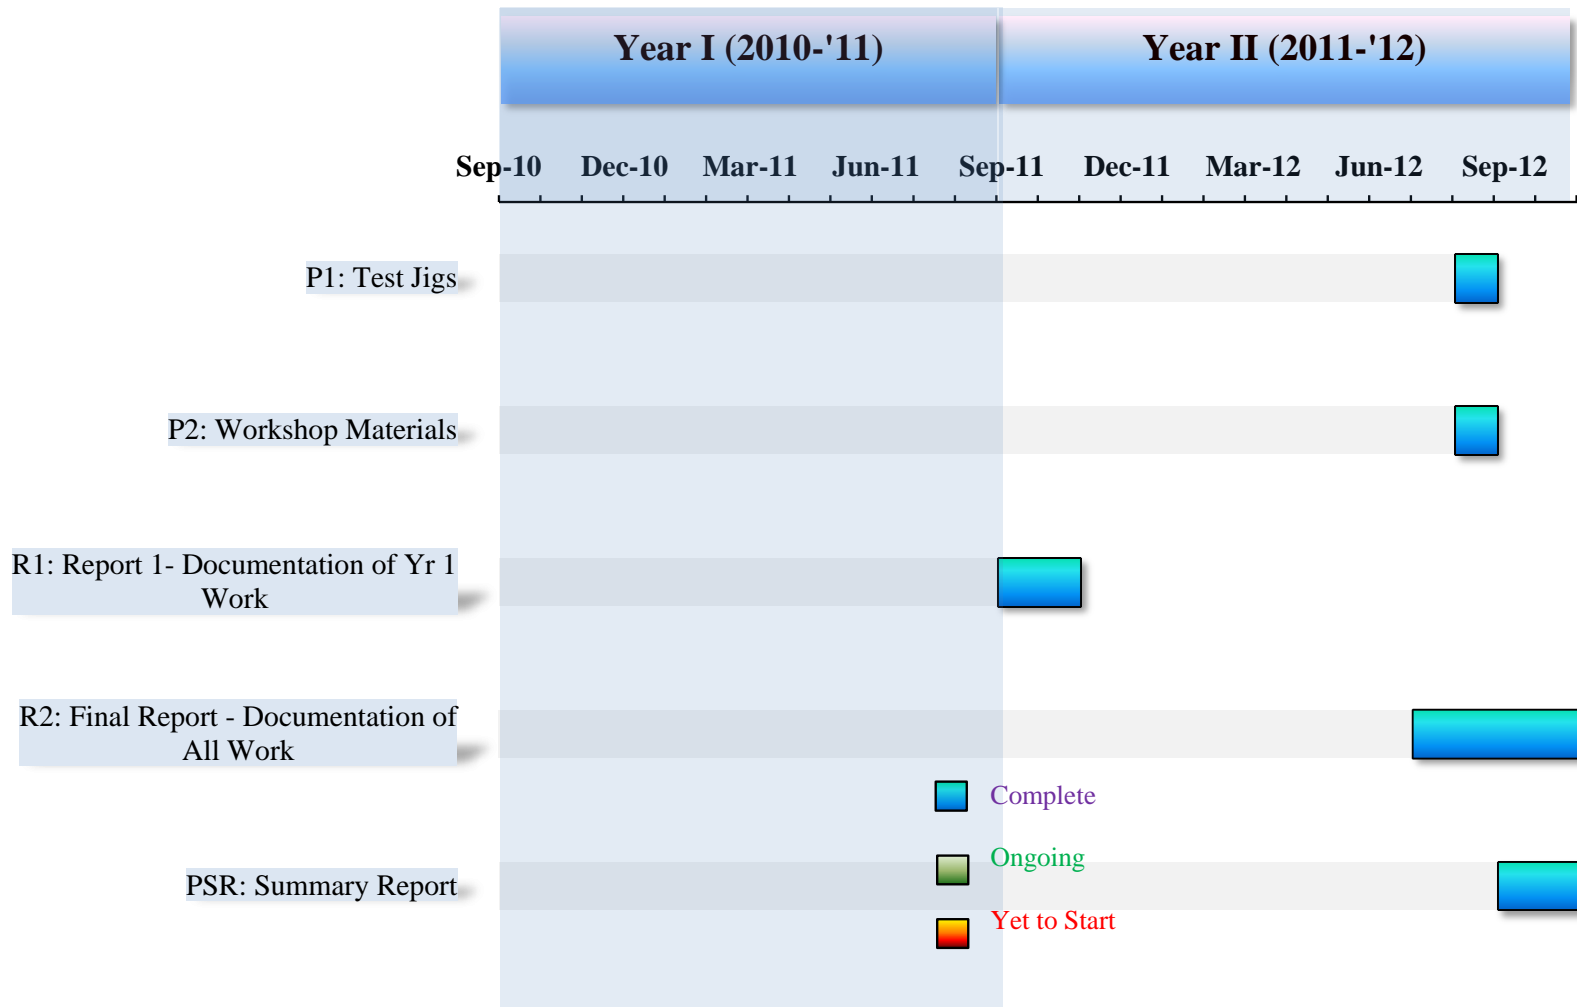 Year I (2010-'11)
Year II (2011-'12)
Sep-10
Dec-10
Mar-11
Jun-11
Sep-11
Dec-11
Mar-12
Jun-12
Sep-12
P1: Test Jigs
P2: Workshop Materials
R1: Report 1- Documentation of Yr 1
Work
R2: Final Report - Documentation of
All Work
Complete
Ongoing
PSR: Summary Report
Yet to Start